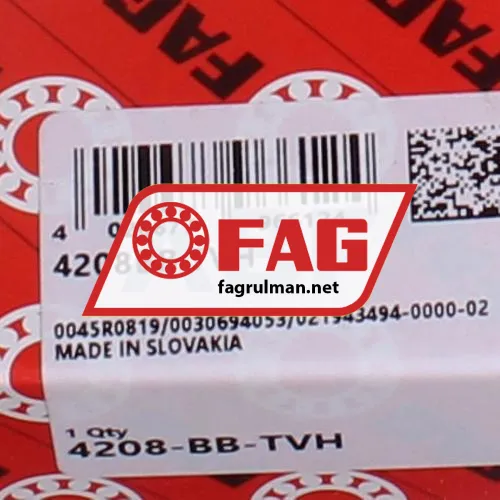 FAG
FAG
fagrulman.net
0045R0819/0030694053/021943494-0000-02
MADE IN SLOVAKIA
1 Qty
4208-BB-TVH